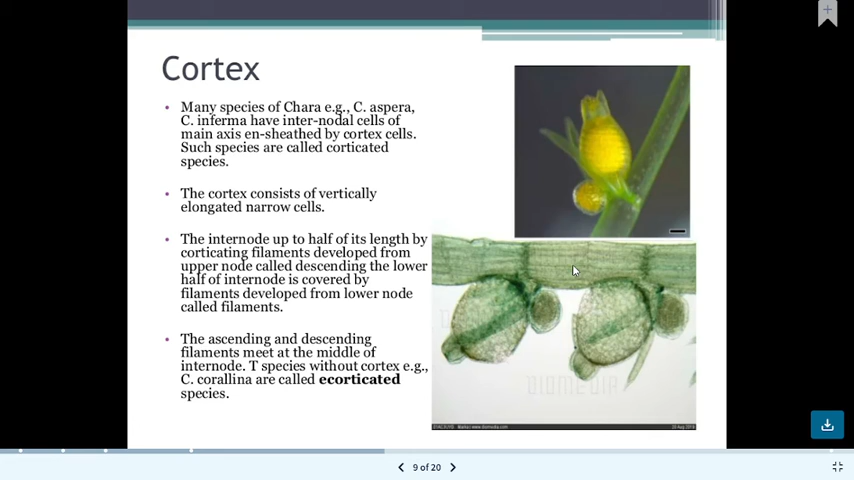 Cortex
• Many species of Chara e.g., C. aspera,
C. inferma have inter-nodal cells of
main axis en-sheathed by cortex cells.
Such species are called corticated
species.
• The cortex consists of vertically
elongated narrow cells.
• The internode up to half of its length by
corticating filaments developed from
upper node called descending the lower
half of internode is covered by
filaments developed from lower node
called filaments.
• The ascending and descending
filaments meet at the middle of
internode. T species without cortex e.g.,
C. corallina are called ecorticated
species.
BIOMEDIA
9 of 20